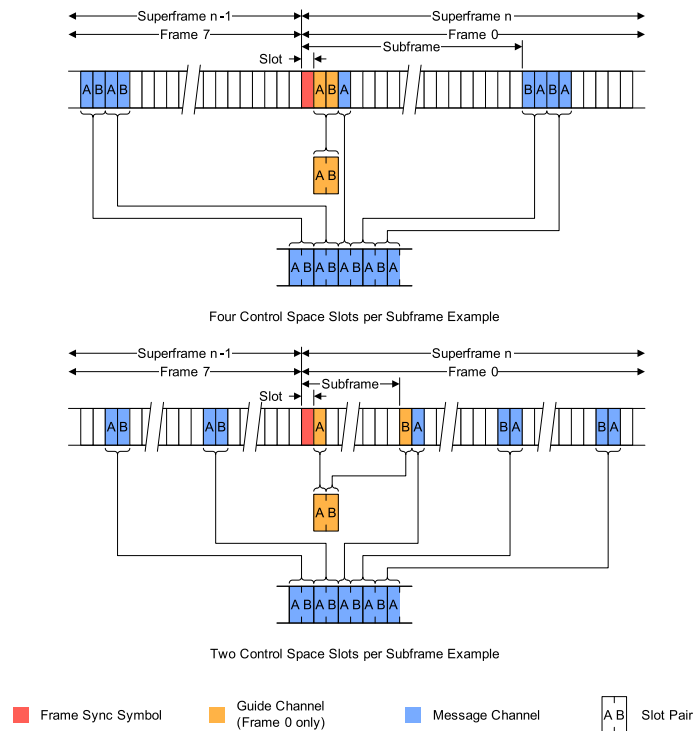 Superframe n-1 Superframe n
Frame 7 Frame 0
Subframe
Slot
A B A B A B A B A B A
A B
A B A B A B A B A
Four Control Space Slots per Subframe Example
Superframe n-1 Superframe n
Frame 7 Frame 0
Slot Subframe
A B A B A B A B A B A
A B
A B A B A B A B A
Two Control Space Slots per Subframe Example
Frame Sync Symbol
Guide Channel
(Frame 0 only)
Message Channel
A B Slot Pair